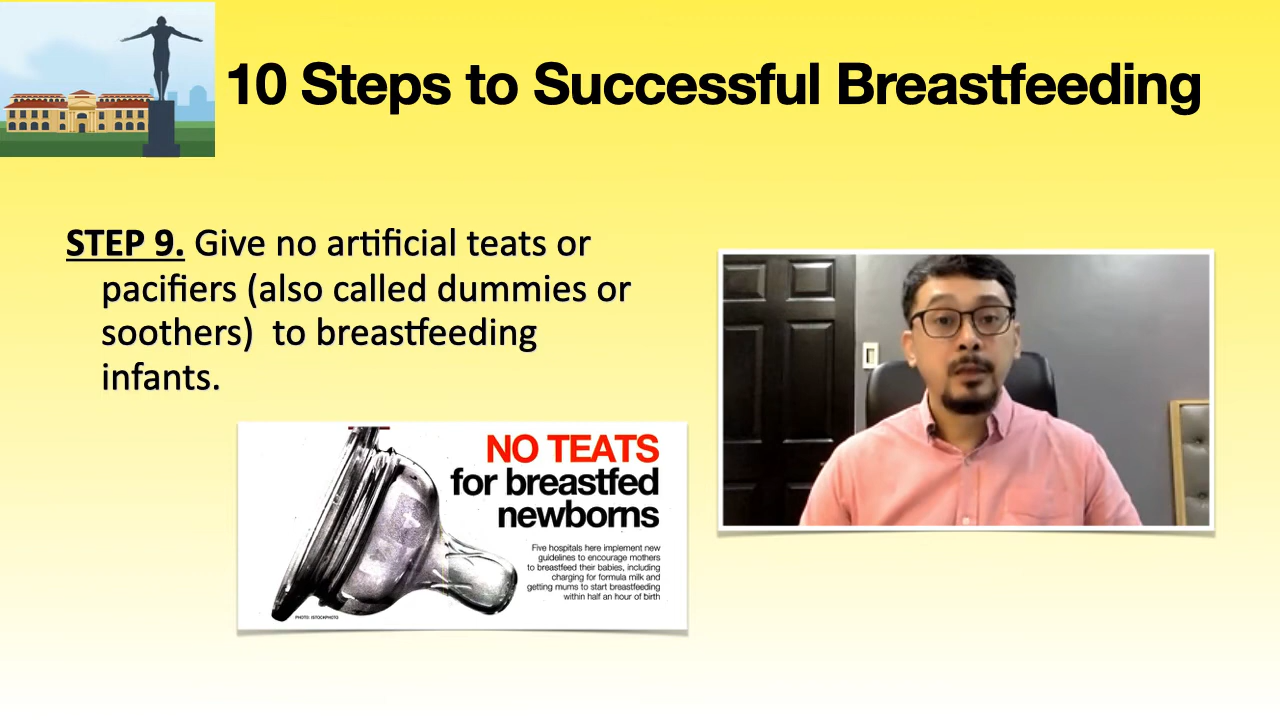 10 Steps to Successful Breastfeeding
STEP 9. Give no artificial teats or
pacifiers (also called dummies or
soothers)  to breastfeeding
infants.
NO TEATS
for breastfed
newborns
Five hospitals here implement new
guidelines to encourage mothers
to breastfeed their babies, including
charging for formula milk and
getting mums to start breastfeeding
within half an hour of birth
PHOTO: ISTOCKPHOTO